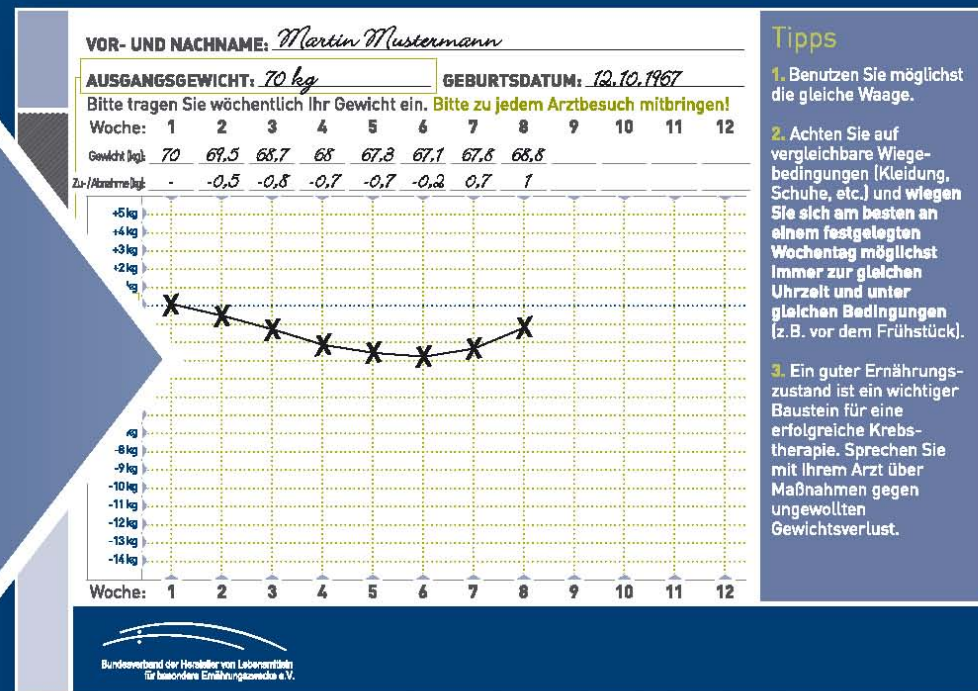 VOR- UND NACHNAME: Martin Mustermann
AUSGANGSGEWICHT: 70 kg GEBURTSDATUM: 12.10.1967
Bitte tragen Sie wöchentlich Ihr Gewicht ein. Bitte zu jedem Arztbesuch mitbringen!
Woche: 1 2 3 4 5 6 7 8 9 10 11 12
Gewicht [kg]: 70 69,5 68,7 68 67,3 67,1 67,8 68,8
Zu-/Abnahme [kg]: - -0,5 -0,8 -0,7 -0,7 -0,2 0,7 1
+5 kg
+4 kg
+3 kg
+2 kg
kg
kg
-8 kg
-9 kg
-10 kg
-11 kg
-12 kg
-13 kg
-14 kg
Woche: 1 2 3 4 5 6 7 8 9 10 11 12
Tipps
1. Benutzen Sie möglichst
die gleiche Waage.
2. Achten Sie auf
vergleichbare Wiege-
bedingungen (Kleidung,
Schuhe, etc.) und wiegen
Sie sich am besten an
einem festgelegten
Wochentag möglichst
immer zur gleichen
Uhrzeit und unter
gleichen Bedingungen
(z.B. vor dem Frühstück).
3. Ein guter Ernährungs-
zustand ist ein wichtiger
Baustein für eine
erfolgreiche Krebs-
therapie. Sprechen Sie
mit Ihrem Arzt über
Maßnahmen gegen
ungewollten
Gewichtsverlust.
Bundesverband der Hersteller von Lebensmitteln
für besondere Ernährungszwecke e.V.